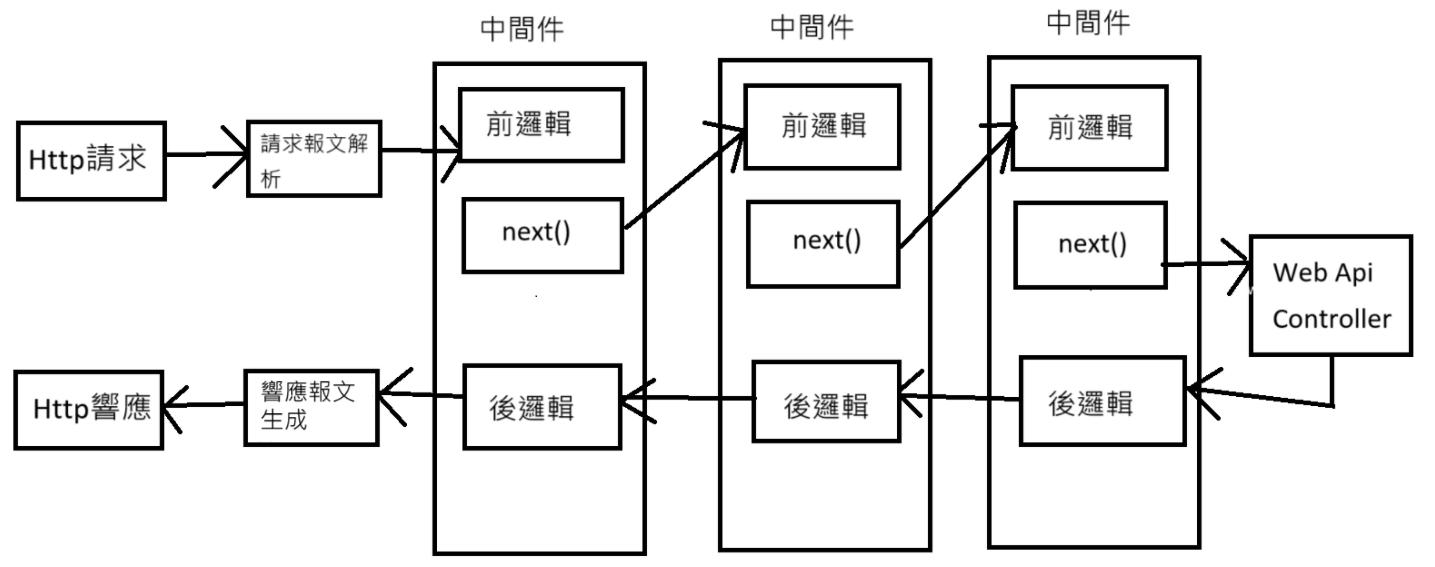 中間件
中間件
中間件
Http請求
請求報文解
析
前邏輯
前邏輯
前邏輯
next()
next()
next()
Web Api
Controller
Http響應
響應報文
生成
後邏輯
後邏輯
後邏輯